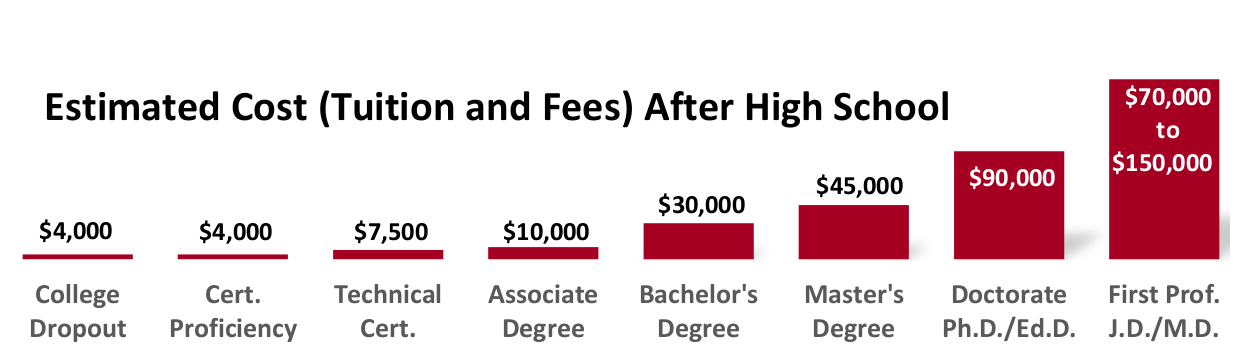 Estimated Cost (Tuition and Fees) After High School
$70,000
to
$150,000
$90,000
$45,000
$30,000
$10,000
$7,500
$4,000
$4,000
College
Dropout
Cert.
Proficiency
Technical
Cert.
Associate
Degree
Bachelor's
Degree
Master's
Degree
Doctorate
Ph.D./Ed.D.
First Prof.
J.D./M.D.